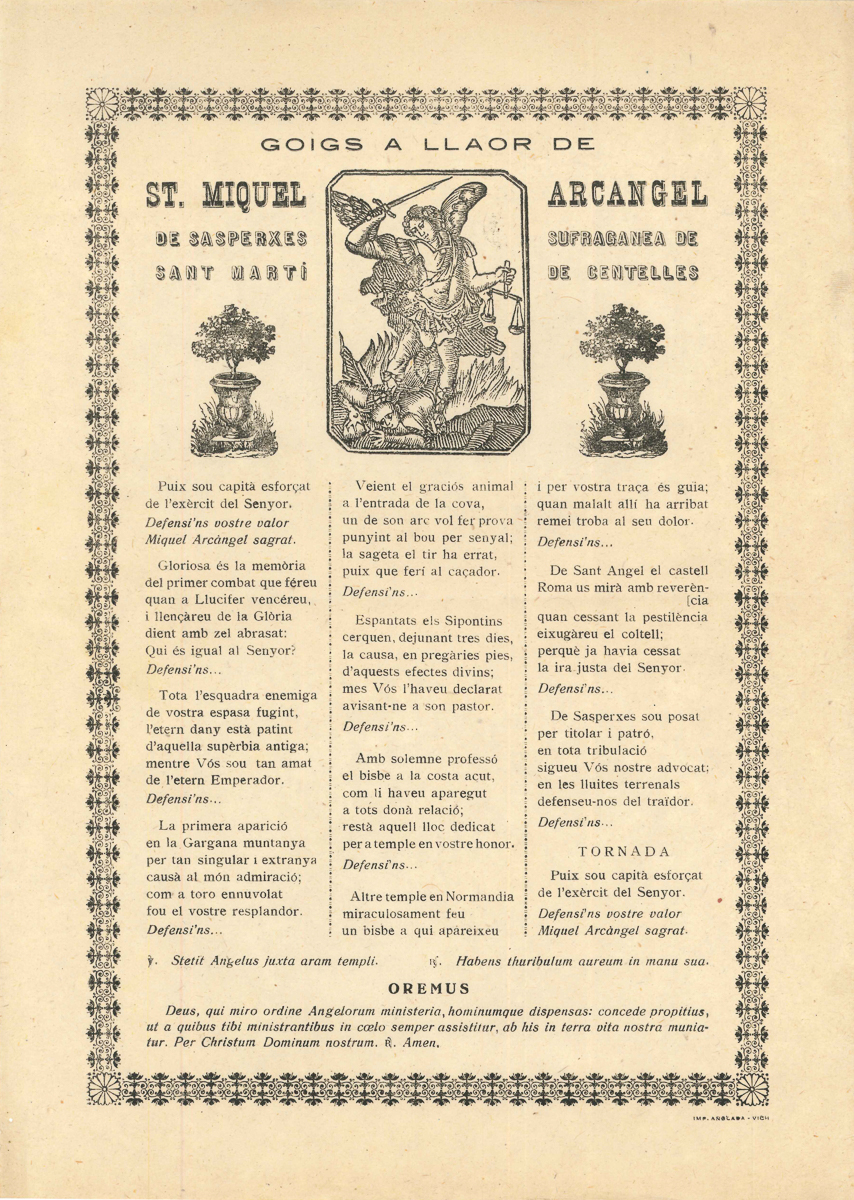 GOIGS A LLAOR DE
ST. MIQUEL ARCANGEL
DE SASPERXES SUFRAGANEA DE
SANT MARTÍ DE CENTELLES
Puix sou capità esforçat
de l'exèrcit del Senyor.
Defensi'ns vostre valor
Miquel Arcàngel sagrat.
Gloriosa és la memòria
del primer combat que féreu
quan a Llucifer vencéreu,
i llençàreu de la Glòria
dient amb zel abrasat:
Qui és igual al Senyor?
Defensi'ns...
Tota l'esquadra enemiga
de vostra espasa fugint,
l'etern dany està patint
d'aquella supèrbia antiga;
mentre Vós sou tan amat
de l'etern Emperador.
Defensi'ns...
La primera aparició
en la Gargana muntanya
per tan singular i extranya
causà al món admiració;
com a toro ennuvolat
fou el vostre resplandor.
Defensi'ns...
Veient el graciós animal
a l'entrada de la cova,
un de son arc vol fer prova
punyint al bou per senyal;
la sageta el tir ha errat,
puix que ferí al caçador.
Defensi'ns...
Espantats els Sipontins
cerquen, dejunant tres dies,
la causa, en pregàries pies,
d'aquests efectes divins;
mes Vós l'haveu declarat
avisant-ne a son pastor.
Defensi'ns...
Amb solemne professó
el bisbe a la costa acut,
com li haveu aparegut
a tots donà relació;
restà aquell lloc dedicat
per a temple en vostre honor.
Defensi'ns...
Altre temple en Normandia
miraculosament feu
un bisbe a qui apareixeu
i per vostra traça és guia;
quan malalt allí ha arribat
remei troba al seu dolor.
Defensi'ns...
De Sant Angel el castell
Roma us mirà amb reverèn-
[cia
quan cessant la pestilència
eixugàreu el coltell;
perquè ja havia cessat
la ira justa del Senyor.
Defensi'ns...
De Sasperxes sou posat
per titolar i patró,
en tota tribulació
sigueu Vós nostre advocat;
en les lluites terrenals
defenseu-nos del traïdor.
Defensi'ns...
TORNADA
Puix sou capità esforçat
de l'exèrcit del Senyor.
Defensi'ns vostre valor
Miquel Arcàngel sagrat.
℣. Stetit Angelus juxta aram templi. ℟. Habens thuribulum aureum in manu sua.
OREMUS
Deus, qui miro ordine Angelorum ministeria, hominumque dispensas: concede propitius,
ut a quibus tibi ministrantibus in cœlo semper assistitur, ab his in terra vita nostra munia-
tur. Per Christum Dominum nostrum. ℟. Amen.
IMP. ANGLADA - VICH